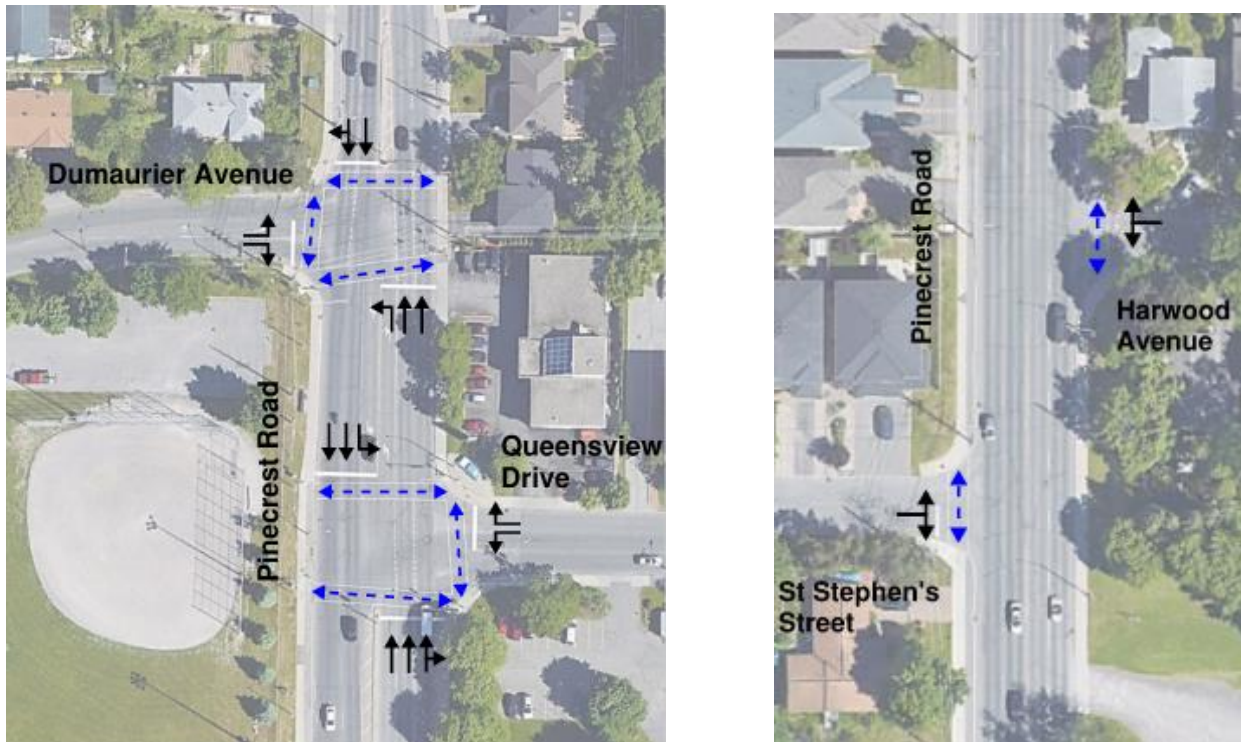 Dumaurier Avenue
Pinecrest Road
Queensview
Drive
Pinecrest Road
Harwood
Avenue
St Stephen's
Street